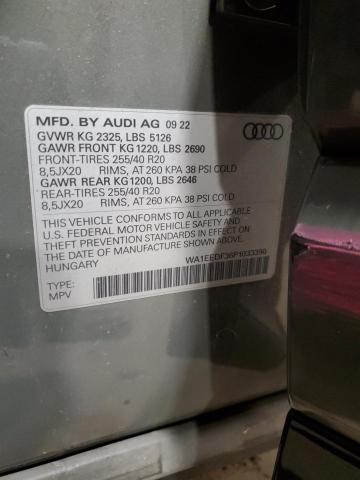 MFD. BY AUDI AG 09 22
GVWR KG 2325, LBS 5126
GAWR FRONT KG 1220, LBS 2690
FRONT-TIRES 255/40 R20
8,5JX20 RIMS, AT 260 KPA 38 PSI COLD
GAWR REAR KG 1200, LBS 2646
REAR-TIRES 255/40 R20
8,5JX20 RIMS, AT 260 KPA 38 PSI COLD
THIS VEHICLE CONFORMS TO ALL APPLICABLE
U.S. FEDERAL MOTOR VEHICLE SAFETY AND
THEFT PREVENTION STANDARDS IN EFFECT ON
THE DATE OF MANUFACTURE SHOWN ABOVE.
HUNGARY
TYPE:
MPV